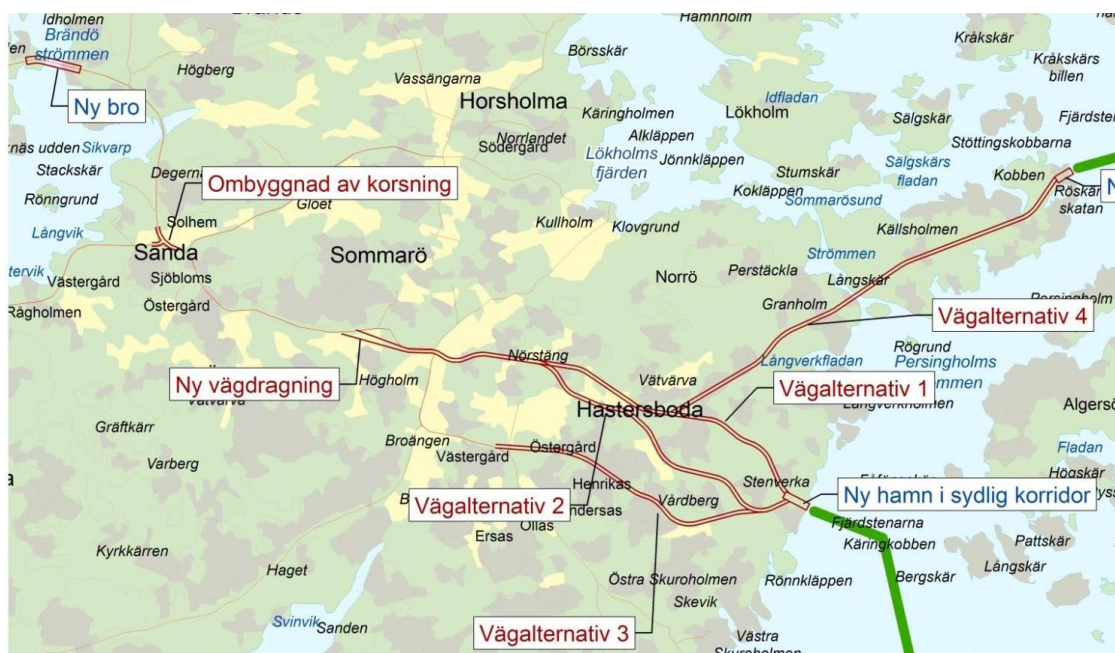 Idholmen
Brändö
strömmen
Högberg
Ny bro
Sikvarp
Stackskär
Rönngrund
Långvik
Solhem
Ombyggnad av korsning
Gloet
Sanda
Västergård
Sjöbloms
Östergård
Rågholmen
Vassängarna
Horsholma
Norrlandet
Södergård
Sommarö
Kullholm
Klovgrund
Börsskär
Käringholmen
Alkläppen
Lökholms
fjärden
Jönnkläppen
Kokläppen
Hamnholm
Idfladan
Lökholm
Stumskär
Sommarösund
Sälgskär
Sälgskärs
fladan
Kråkskär
Kråkskärs
billen
Stöttingskobbarna
Kobben
skatan
Källsholmen
Strömmen
Långskär
Norrö
Perstäckla
Granholm
Vägalternativ 4
Rögrund
Persingholms
Långverkfladan
Ny vägdragning
Högholm
Nörstäng
Vätvärva
Hastersboda
Vägalternativ 1
Algersö
Gräftkärr
Varberg
Broängen
Västergård
Östergård
Henrikas
Vägalternativ 2
Vårdberg
Stenverka
Ny hamn i sydlig korridor
Fladan
Högskär
Fjärdstenarna
Käringkobben
Pattskär
Långskär
Bergskär
Rönnkläppen
Ollas
Ersas
Kyrkkärren
Haget
Svinvik
Sanden
Östra Skuroholmen
Skevik
Vägalternativ 3
Västra
Skuroholmen